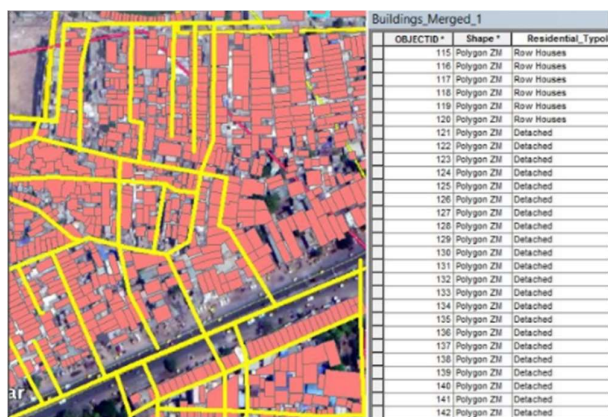 ar
Buildings_Merged_1
OBJECTID * Shape * Residential_Typol
115 Polygon ZM Row Houses
116 Polygon ZM Row Houses
117 Polygon ZM Row Houses
118 Polygon ZM Row Houses
119 Polygon ZM Row Houses
120 Polygon ZM Row Houses
121 Polygon ZM Detached
122 Polygon ZM Detached
123 Polygon ZM Detached
124 Polygon ZM Detached
125 Polygon ZM Detached
126 Polygon ZM Detached
127 Polygon ZM Detached
128 Polygon ZM Detached
129 Polygon ZM Detached
130 Polygon ZM Detached
131 Polygon ZM Detached
132 Polygon ZM Detached
133 Polygon ZM Detached
134 Polygon ZM Detached
135 Polygon ZM Detached
136 Polygon ZM Detached
137 Polygon ZM Detached
138 Polygon ZM Detached
139 Polygon ZM Detached
140 Polygon ZM Detached
141 Polygon ZM Detached
142 Polygon ZM Detached